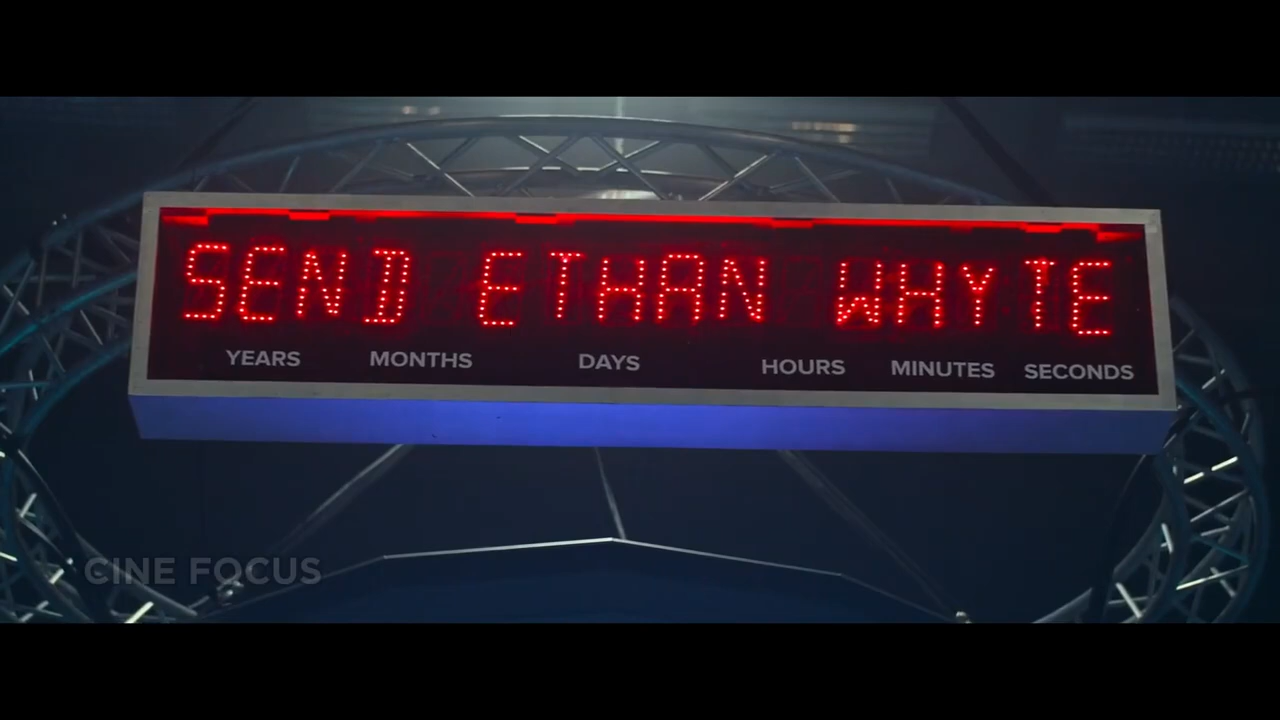 SEND ETHAN WHYTE
YEARS MONTHS DAYS HOURS MINUTES SECONDS
CINE FOCUS